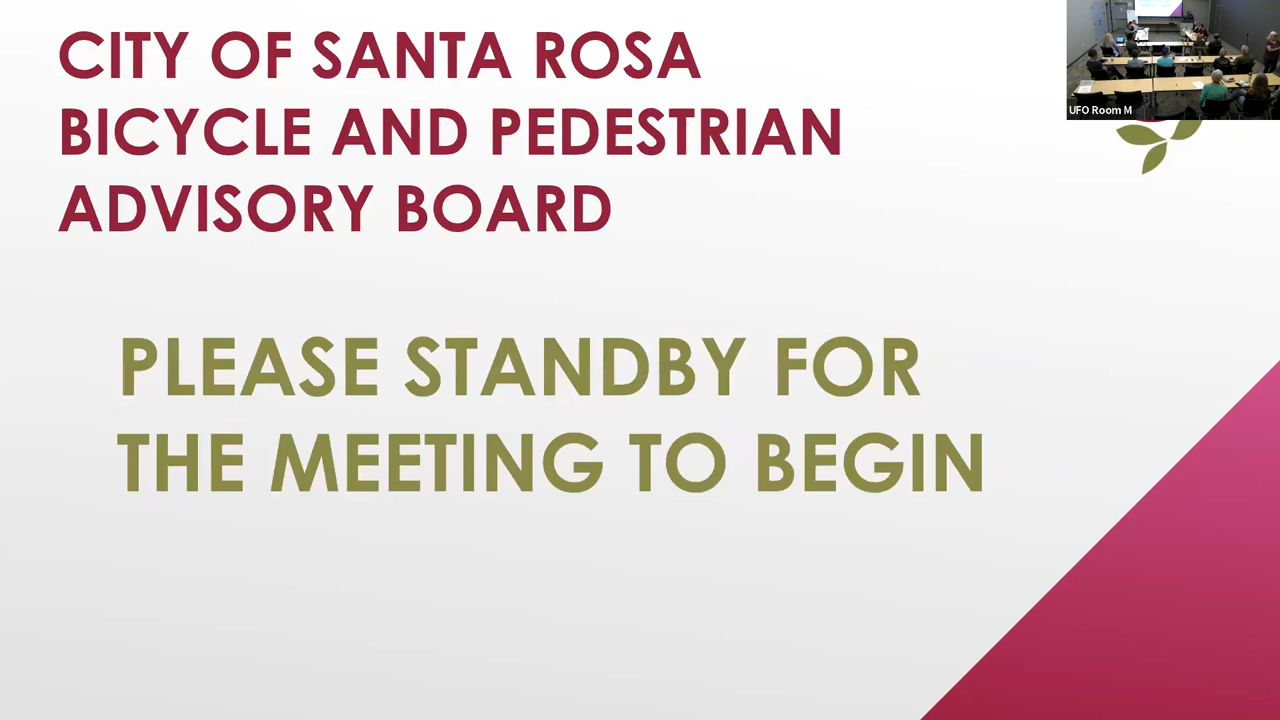 CITY OF SANTA ROSA
BICYCLE AND PEDESTRIAN
ADVISORY BOARD
UFO Room M
PLEASE STANDBY FOR
THE MEETING TO BEGIN